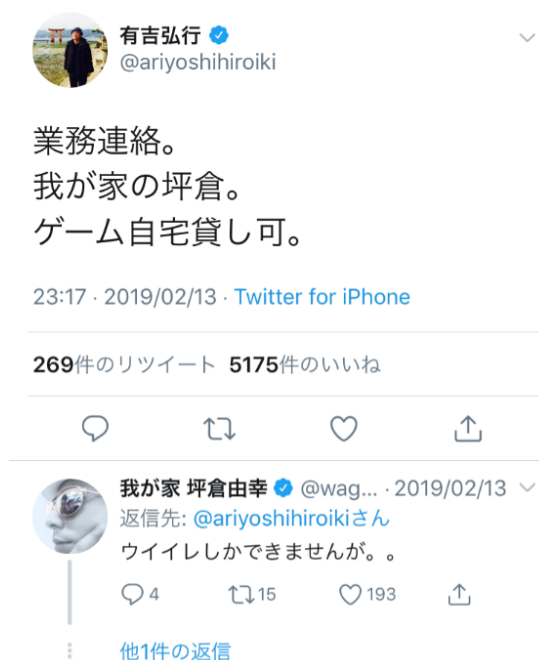 有吉弘行
@ariyoshihiroiki
業務連絡。
我が家の坪倉。
ゲーム自宅貸し可。
23:17 · 2019/02/13 · Twitter for iPhone
269件のリツイート 5175件のいいね
我が家 坪倉由幸 @wag... · 2019/02/13
返信先: @ariyoshihiroikiさん
ウイイレしかできませんが。。
4 15 193
他1件の返信